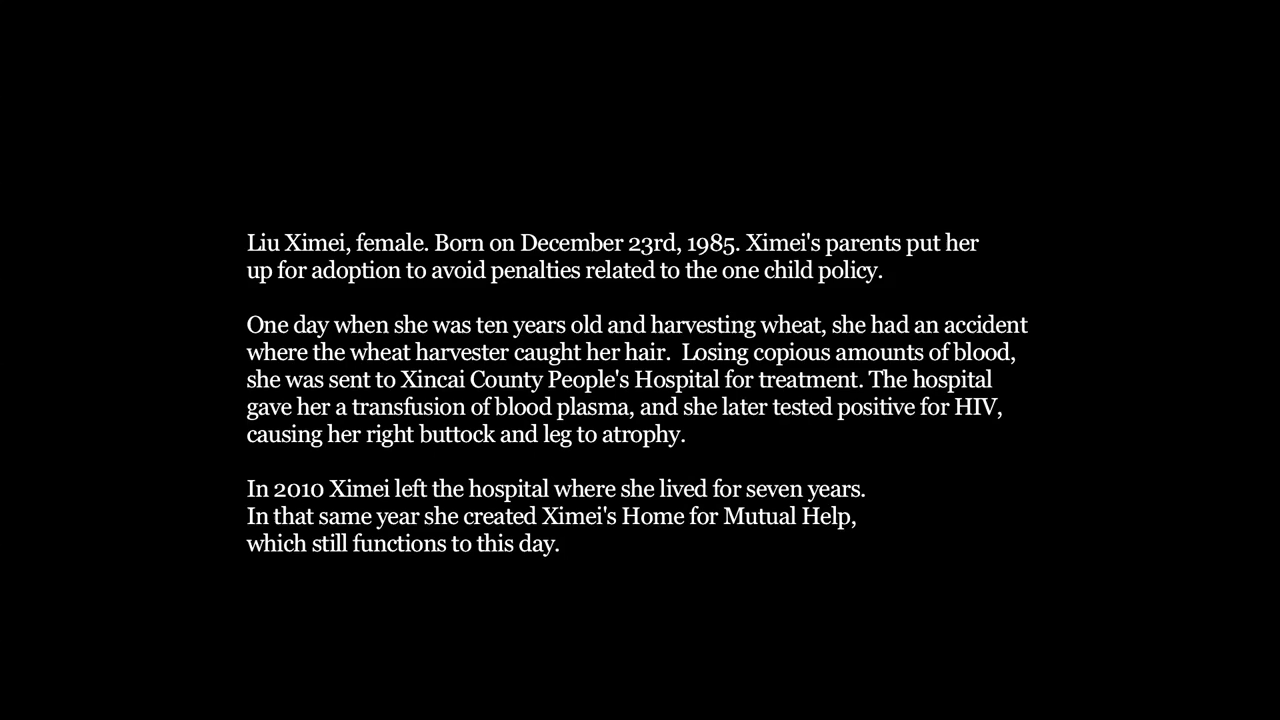 Liu Ximei, female. Born on December 23rd, 1985. Ximei's parents put her
up for adoption to avoid penalties related to the one child policy.
One day when she was ten years old and harvesting wheat, she had an accident
where the wheat harvester caught her hair.  Losing copious amounts of blood,
she was sent to Xincai County People's Hospital for treatment. The hospital
gave her a transfusion of blood plasma, and she later tested positive for HIV,
causing her right buttock and leg to atrophy.
In 2010 Ximei left the hospital where she lived for seven years.
In that same year she created Ximei's Home for Mutual Help,
which still functions to this day.